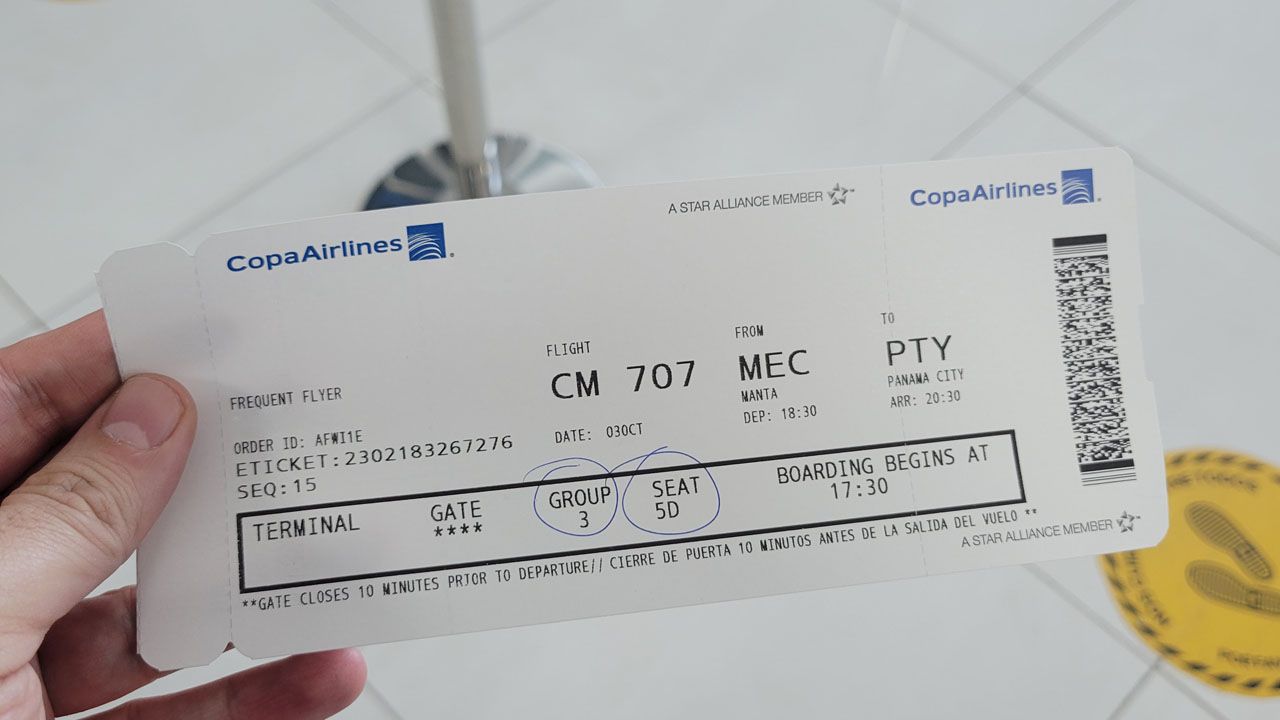 CopaAirlines
A STAR ALLIANCE MEMBER
CopaAirlines
FREQUENT FLYER
ORDER ID: AFWI1E
ETICKET:2302183267276
SEQ:15
FLIGHT
CM 707
DATE: 03OCT
FROM
MEC
MANTA
DEP: 18:30
TO
PTY
PANAMA CITY
ARR: 20:30
TERMINAL
GATE
****
GROUP
3
SEAT
5D
BOARDING BEGINS AT
17:30
**GATE CLOSES 10 MINUTES PRIOR TO DEPARTURE// CIERRE DE PUERTA 10 MINUTOS ANTES DE LA SALIDA DEL VUELO **
A STAR ALLIANCE MEMBER